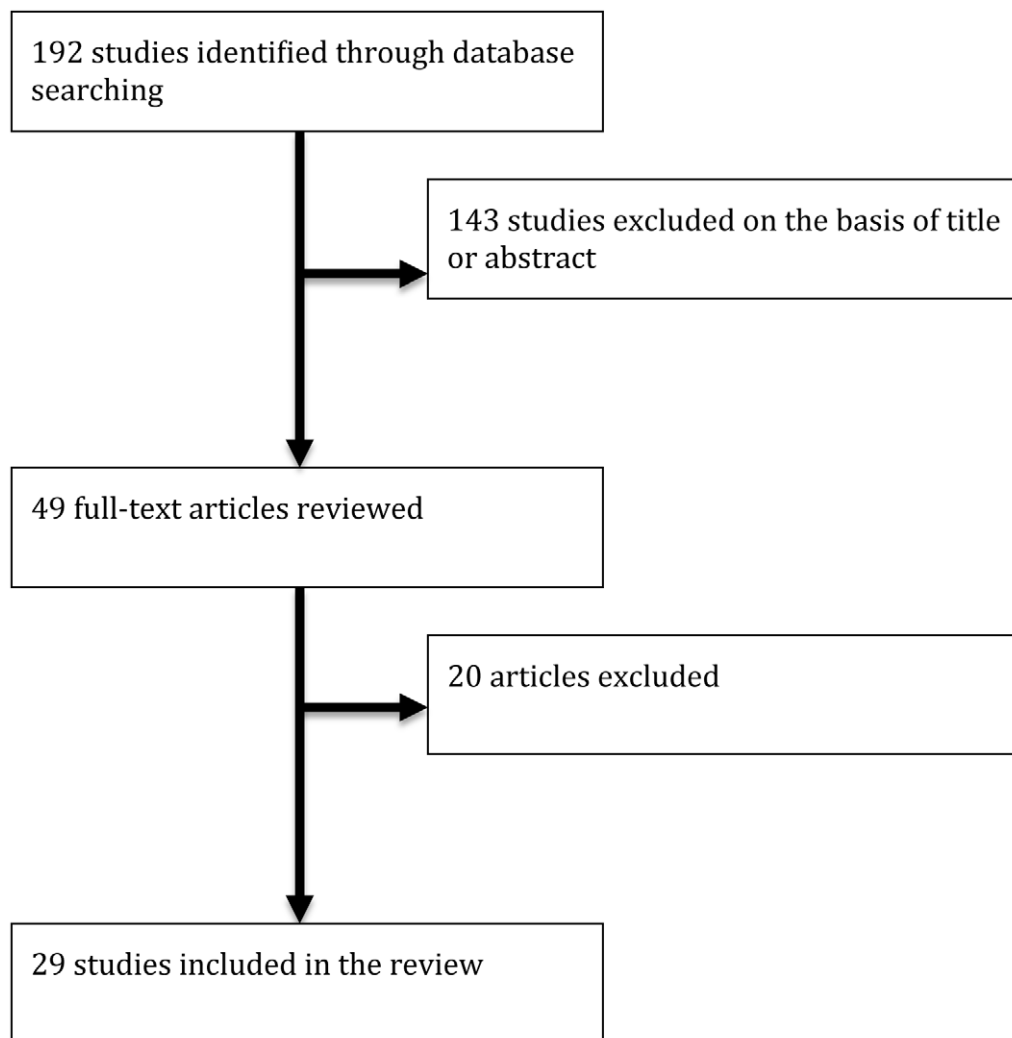 192 studies identified through database
searching
143 studies excluded on the basis of title
or abstract
49 full-text articles reviewed
20 articles excluded
29 studies included in the review